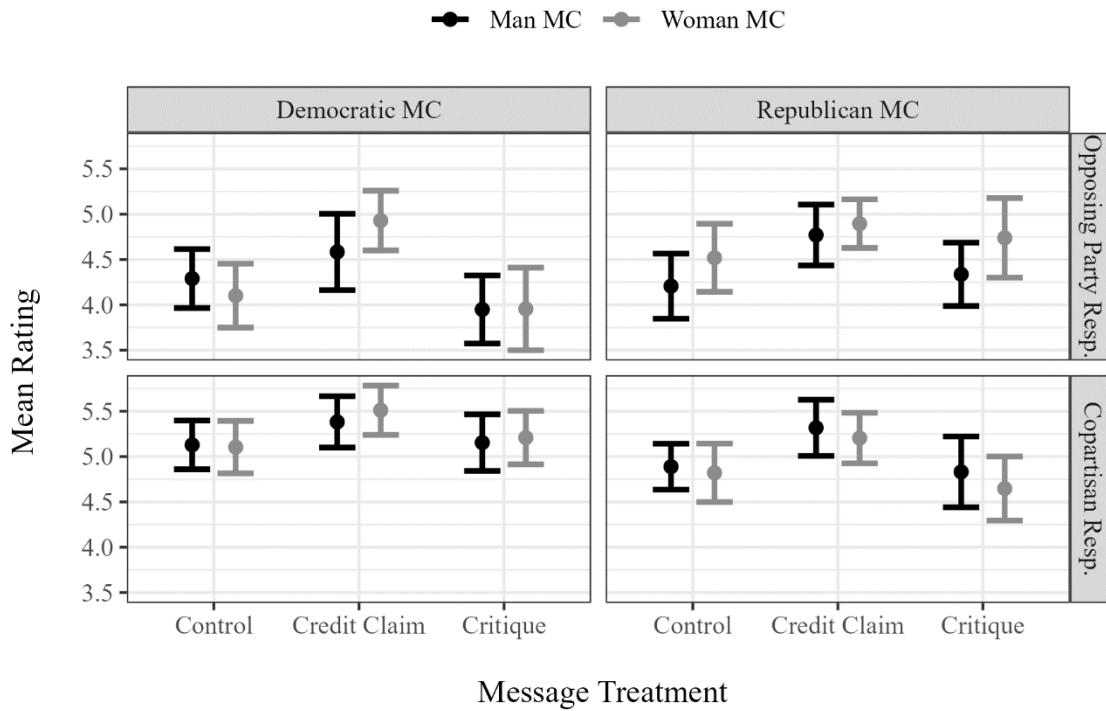 Man MC Woman MC
Democratic MC Republican MC
Opposing Party Resp.
5.5
5.0
4.5
4.0
3.5
Copartisan Resp.
5.5
5.0
4.5
4.0
3.5
Mean Rating
Control Credit Claim Critique Control Credit Claim Critique
Message Treatment